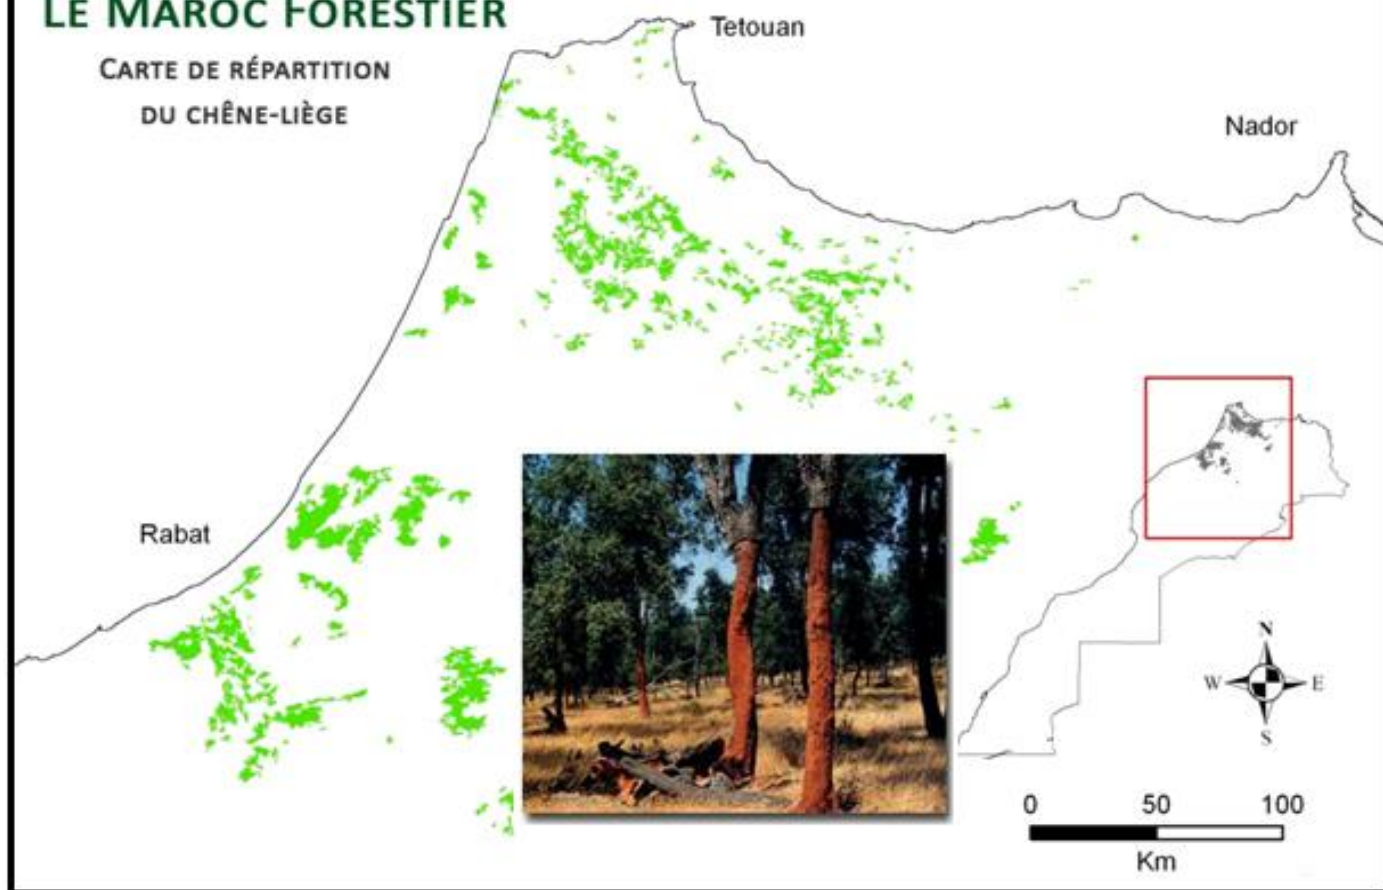 LE MAROC FORESTIER
CARTE DE RÉPARTITION
DU CHÊNE-LIÈGE
Tetouan
Nador
Rabat
N
W E
S
0 50 100
Km